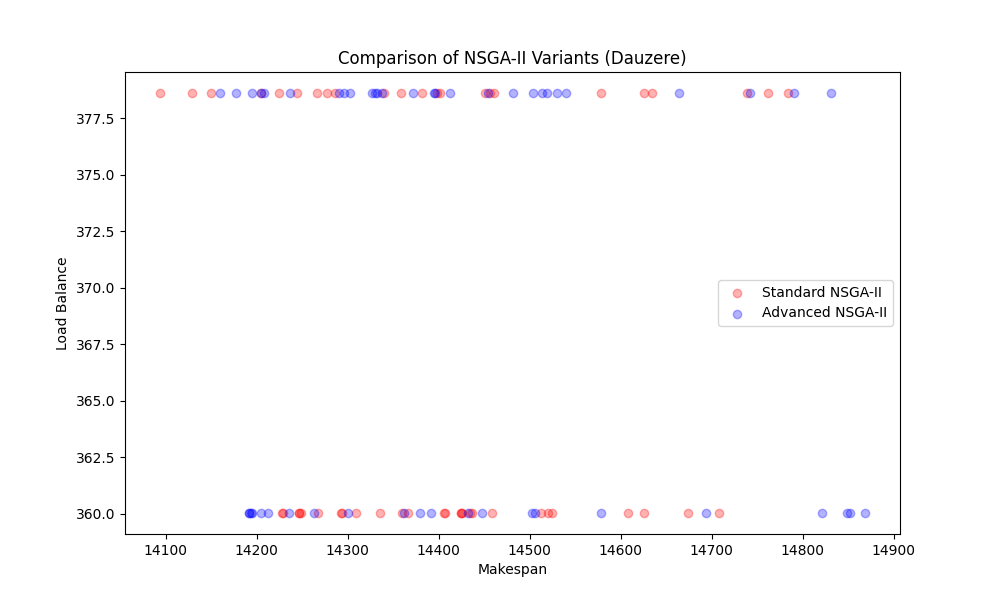 Comparison of NSGA-II Variants (Dauzere)
Load Balance
377.5
375.0
372.5
370.0
367.5
365.0
362.5
360.0
Standard NSGA-II
Advanced NSGA-II
14100 14200 14300 14400 14500 14600 14700 14800 14900
Makespan